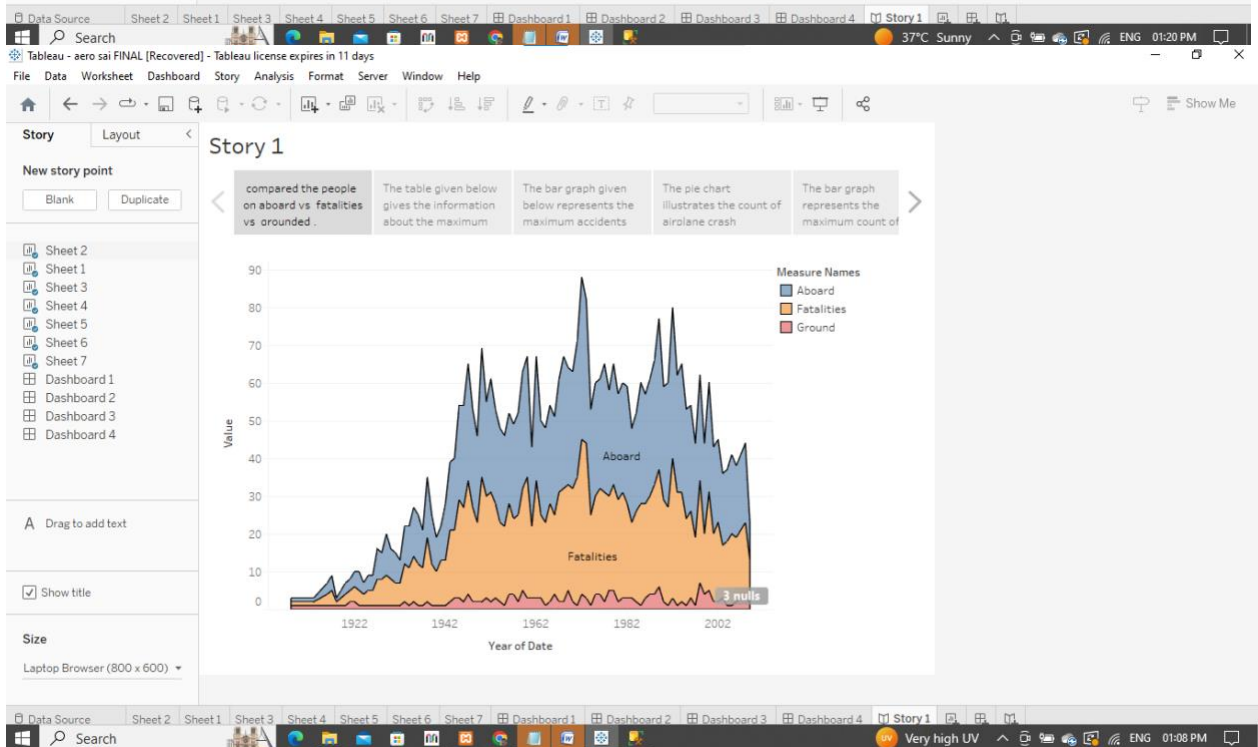 Data Source Sheet 2 Sheet 1 Sheet 3 Sheet 4 Sheet 5 Sheet 6 Sheet 7 Dashboard 1 Dashboard 2 Dashboard 3 Dashboard 4 Story 1
Search 37°C Sunny ENG 01:20 PM
Tableau - aero sai FINAL [Recovered] - Tableau license expires in 11 days
File Data Worksheet Dashboard Story Analysis Format Server Window Help
Show Me
Story Layout
Story 1
New story point
Blank Duplicate
compared the people
on aboard vs fatalities
vs grounded .
The table given below
gives the information
about the maximum
The bar graph given
below represents the
maximum accidents
The pie chart
illustrates the count of
airplane crash
The bar graph
represents the
maximum count of
Sheet 2
Sheet 1
Sheet 3
Sheet 4
Sheet 5
Sheet 6
Sheet 7
Dashboard 1
Dashboard 2
Dashboard 3
Dashboard 4
A Drag to add text
Show title
Size
Laptop Browser (800 x 600)
90
80
70
60
50
40
30
20
10
0
Value
Aboard
Fatalities
3 nulls
1922 1942 1962 1982 2002
Year of Date
Measure Names
Aboard
Fatalities
Ground
Data Source Sheet 2 Sheet 1 Sheet 3 Sheet 4 Sheet 5 Sheet 6 Sheet 7 Dashboard 1 Dashboard 2 Dashboard 3 Dashboard 4 Story 1
Search UV Very high UV ENG 01:08 PM